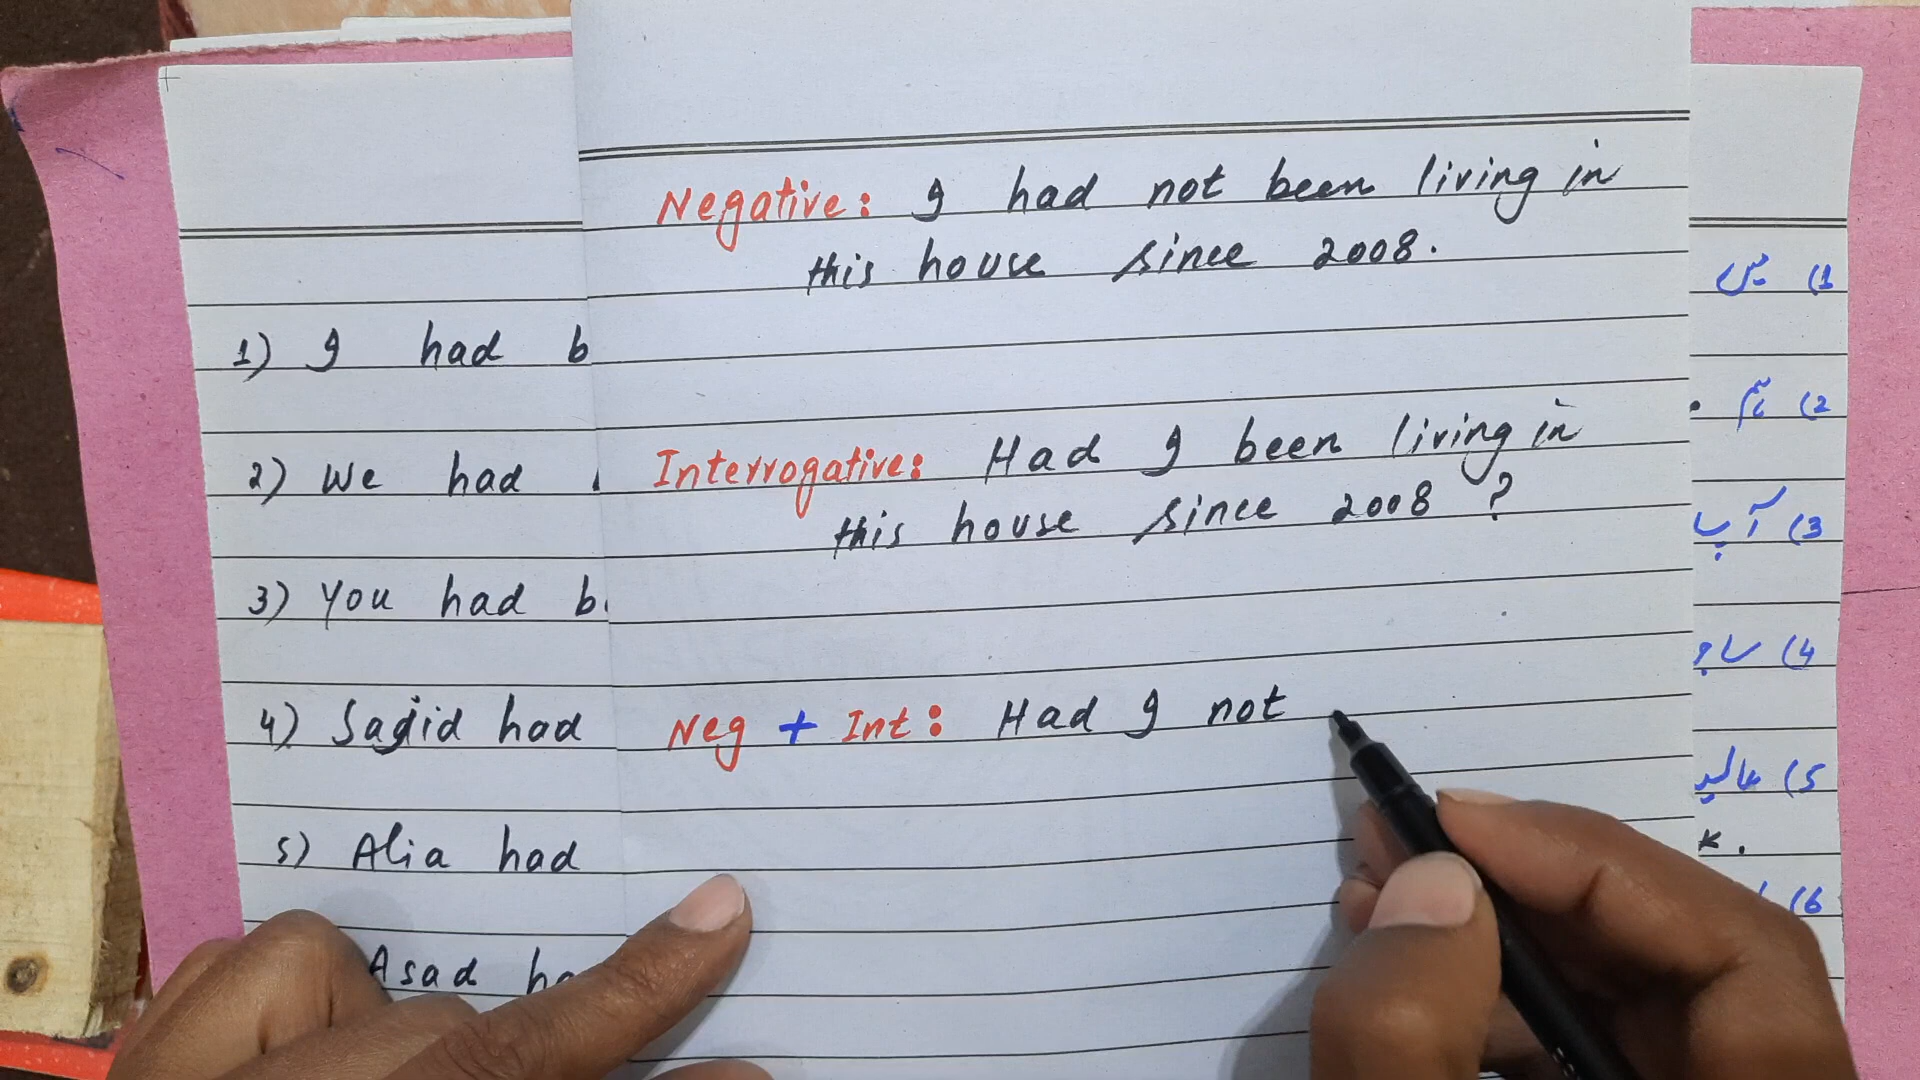 Negative: I had not been living in
this house since 2008.
Interrogative: Had I been living in
this house since 2008 ?
Neg + Int: Had I not
1) I had b
2) We had
3) You had b
4) Sajid had
5) Alia had
Asad ha
1)
2) ہم
3) آپ
4)
5) عالیہ
k.
6)